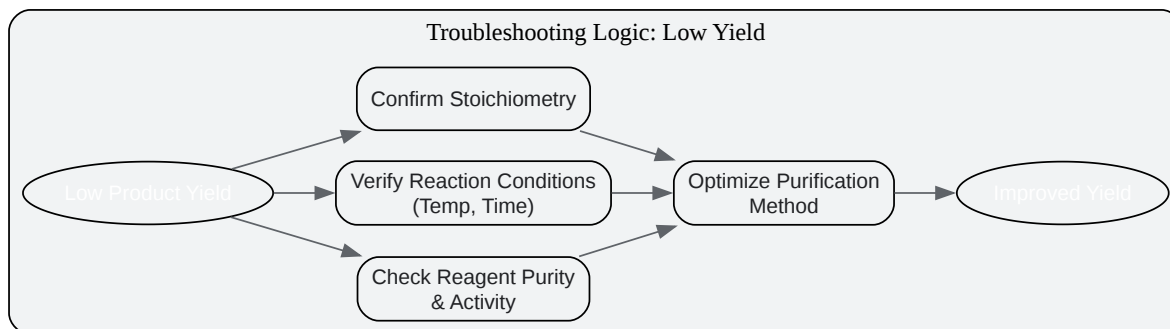 Troubleshooting Logic: Low Yield
Confirm Stoichiometry
Low Product Yield
Verify Reaction Conditions
(Temp, Time)
Optimize Purification
Method
Improved Yield
Check Reagent Purity
& Activity